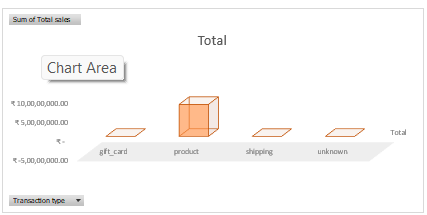 Sum of Total sales
Total
Chart Area
₹ 10,00,00,000.00
₹ 5,00,00,000.00
₹ -
₹ -5,00,00,000.00
gift_card product shipping unknown
Total
Transaction type